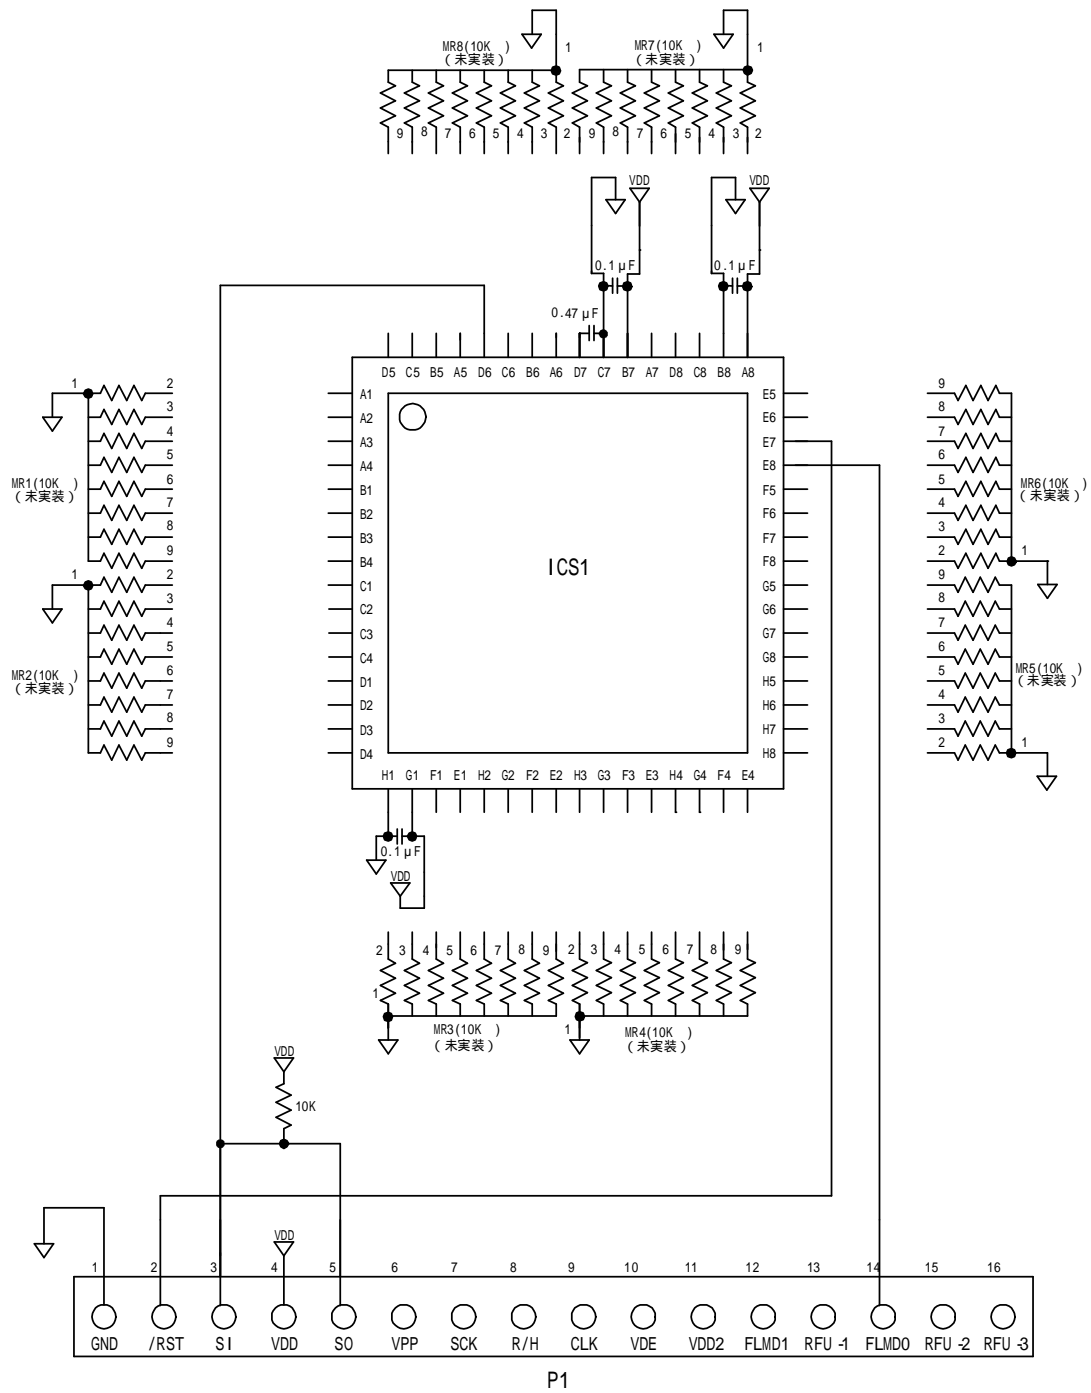 MR8(10K )
(未実装)
1
MR7(10K )
(未実装)
1
9 8 7 6 5 4 3 2 9 8 7 6 5 4 3 2
VDD VDD
0.1μF 0.1μF
0.47μF
D5 C5 B5 A5 D6 C6 B6 A6 D7 C7 B7 A7 D8 C8 B8 A8
1
2
3
4
5
6
7
8
9
MR1(10K )
(未実装)
1
2
3
4
5
6
7
8
9
MR2(10K )
(未実装)
A1
A2
A3
A4
B1
B2
B3
B4
C1
C2
C3
C4
D1
D2
D3
D4
ICS1
E5
E6
E7
E8
F5
F6
F7
F8
G5
G6
G7
G8
H5
H6
H7
H8
9
8
7
6
5
4
3
2
1
MR6(10K )
(未実装)
9
8
7
6
5
4
3
2
1
MR5(10K )
(未実装)
H1 G1 F1 E1 H2 G2 F2 E2 H3 G3 F3 E3 H4 G4 F4 E4
0.1μF
VDD
2 3 4 5 6 7 8 9 2 3 4 5 6 7 8 9
1
MR3(10K )
(未実装)
1
MR4(10K )
(未実装)
VDD
10K
VDD
1 2 3 4 5 6 7 8 9 10 11 12 13 14 15 16
GND /RST SI VDD SO VPP SCK R/H CLK VDE VDD2 FLMD1 RFU-1 FLMD0 RFU-2 RFU-3
P1